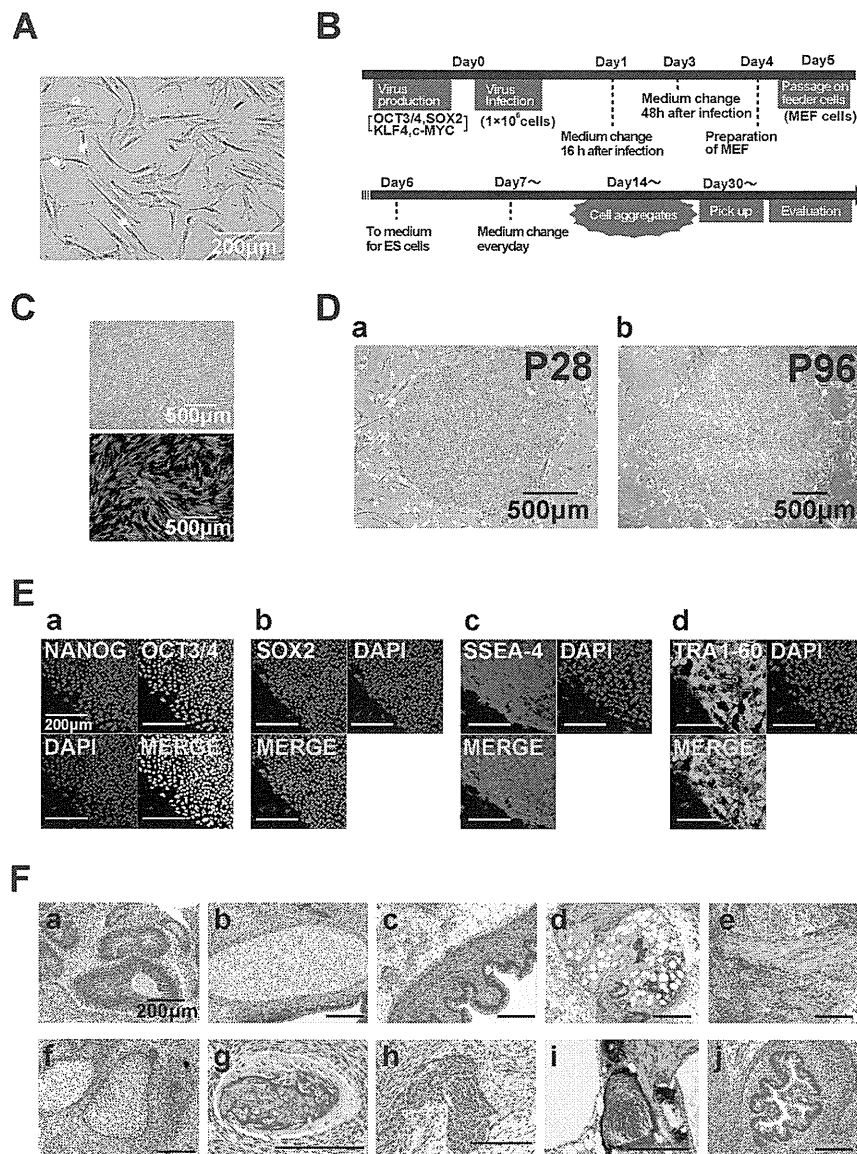 A
200μm
B
Day0
Day1
Day3
Day4
Day5
Virus production
Virus Infection
Passage on feeder cells
[OCT3/4,SOX2 KLF4,c-MYC]
(1×10⁶cells)
Medium change 16 h after infection
Medium change 48h after infection
Preparation of MEF
(MEF cells)
Day6
Day7～
Day14～
Day30～
Cell aggregates
Pick up
Evaluation
To medium for ES cells
Medium change everyday
C
500μm
500μm
D
a
P28
500μm
b
P96
500μm
E
a
NANOG
OCT3/4
200μm
DAPI
MERGE
b
SOX2
DAPI
MERGE
c
SSEA-4
DAPI
MERGE
d
TRA1-60
DAPI
MERGE
F
a
200μm
b
c
d
e
f
g
h
i
j